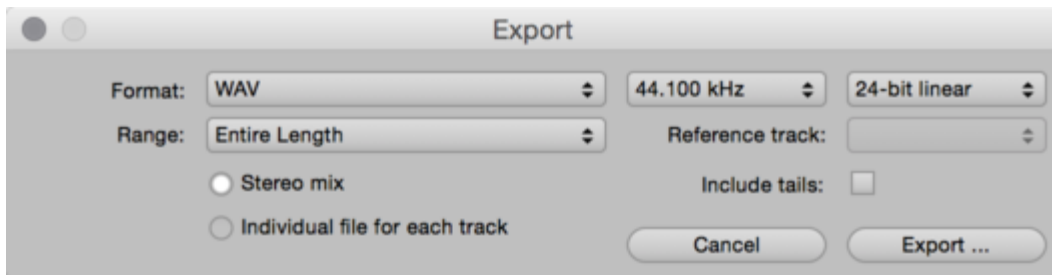 Export
Format: WAV 44.100 kHz 24-bit linear
Range: Entire Length Reference track:
Stereo mix Include tails:
Individual file for each track
Cancel Export ...